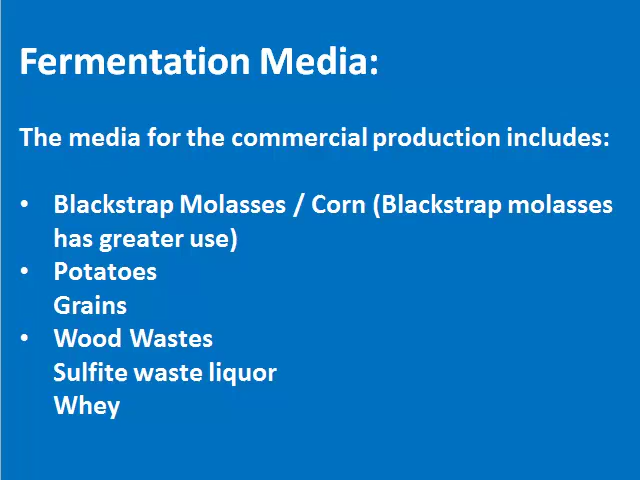 Fermentation Media:
The media for the commercial production includes:
• Blackstrap Molasses / Corn (Blackstrap molasses
has greater use)
• Potatoes
Grains
• Wood Wastes
Sulfite waste liquor
Whey